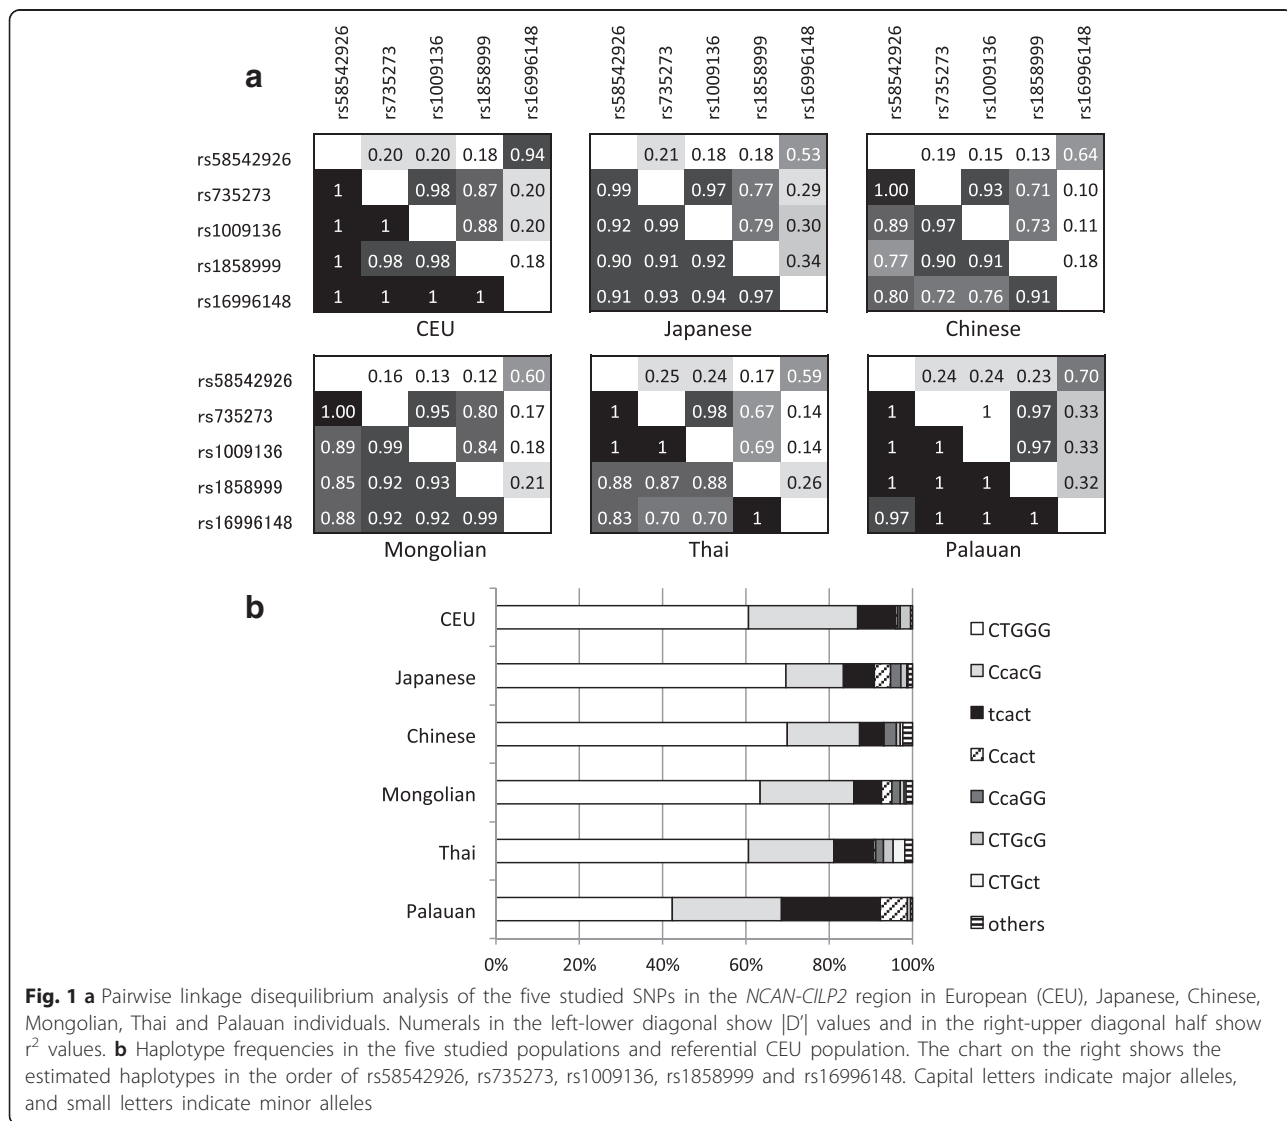 a
rs58542926 rs735273 rs1009136 rs1858999 rs16996148 rs58542926 rs735273 rs1009136 rs1858999 rs16996148 rs58542926 rs735273 rs1009136 rs1858999 rs16996148
rs58542926 0.20 0.20 0.18 0.94 0.21 0.18 0.18 0.53 0.19 0.15 0.13 0.64
rs735273 1 0.98 0.87 0.20 0.99 0.97 0.77 0.29 1.00 0.93 0.71 0.10
rs1009136 1 1 0.88 0.20 0.92 0.99 0.79 0.30 0.89 0.97 0.73 0.11
rs1858999 1 0.98 0.98 0.18 0.90 0.91 0.92 0.34 0.77 0.90 0.91 0.18
rs16996148 1 1 1 1 0.91 0.93 0.94 0.97 0.80 0.72 0.76 0.91
CEU Japanese Chinese
rs58542926 0.16 0.13 0.12 0.60 0.25 0.24 0.17 0.59 0.24 0.24 0.23 0.70
rs735273 1.00 0.95 0.80 0.17 1 0.98 0.67 0.14 1 1 0.97 0.33
rs1009136 0.89 0.99 0.84 0.18 1 1 0.69 0.14 1 1 0.97 0.33
rs1858999 0.85 0.92 0.93 0.21 0.88 0.87 0.88 0.26 1 1 1 0.32
rs16996148 0.88 0.92 0.92 0.99 0.83 0.70 0.70 1 0.97 1 1 1
Mongolian Thai Palauan
b
CEU
Japanese
Chinese
Mongolian
Thai
Palauan
0% 20% 40% 60% 80% 100%
CTGGG
CcacG
tcact
Ccact
CcaGG
CTGcG
CTGct
others
Fig. 1 a Pairwise linkage disequilibrium analysis of the five studied SNPs in the NCAN-CILP2 region in European (CEU), Japanese, Chinese,
Mongolian, Thai and Palauan individuals. Numerals in the left-lower diagonal show |D′| values and in the right-upper diagonal half show
r² values. b Haplotype frequencies in the five studied populations and referential CEU population. The chart on the right shows the
estimated haplotypes in the order of rs58542926, rs735273, rs1009136, rs1858999 and rs16996148. Capital letters indicate major alleles,
and small letters indicate minor alleles